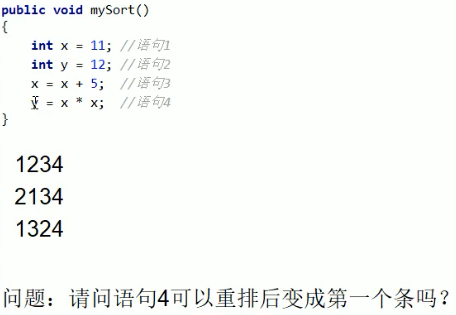 public void mySort()
{
int x = 11; //语句1
int y = 12; //语句2
x = x + 5; //语句3
y = x * x; //语句4
}
1234
2134
1324
问题：请问语句4可以重排后变成第一个条吗？